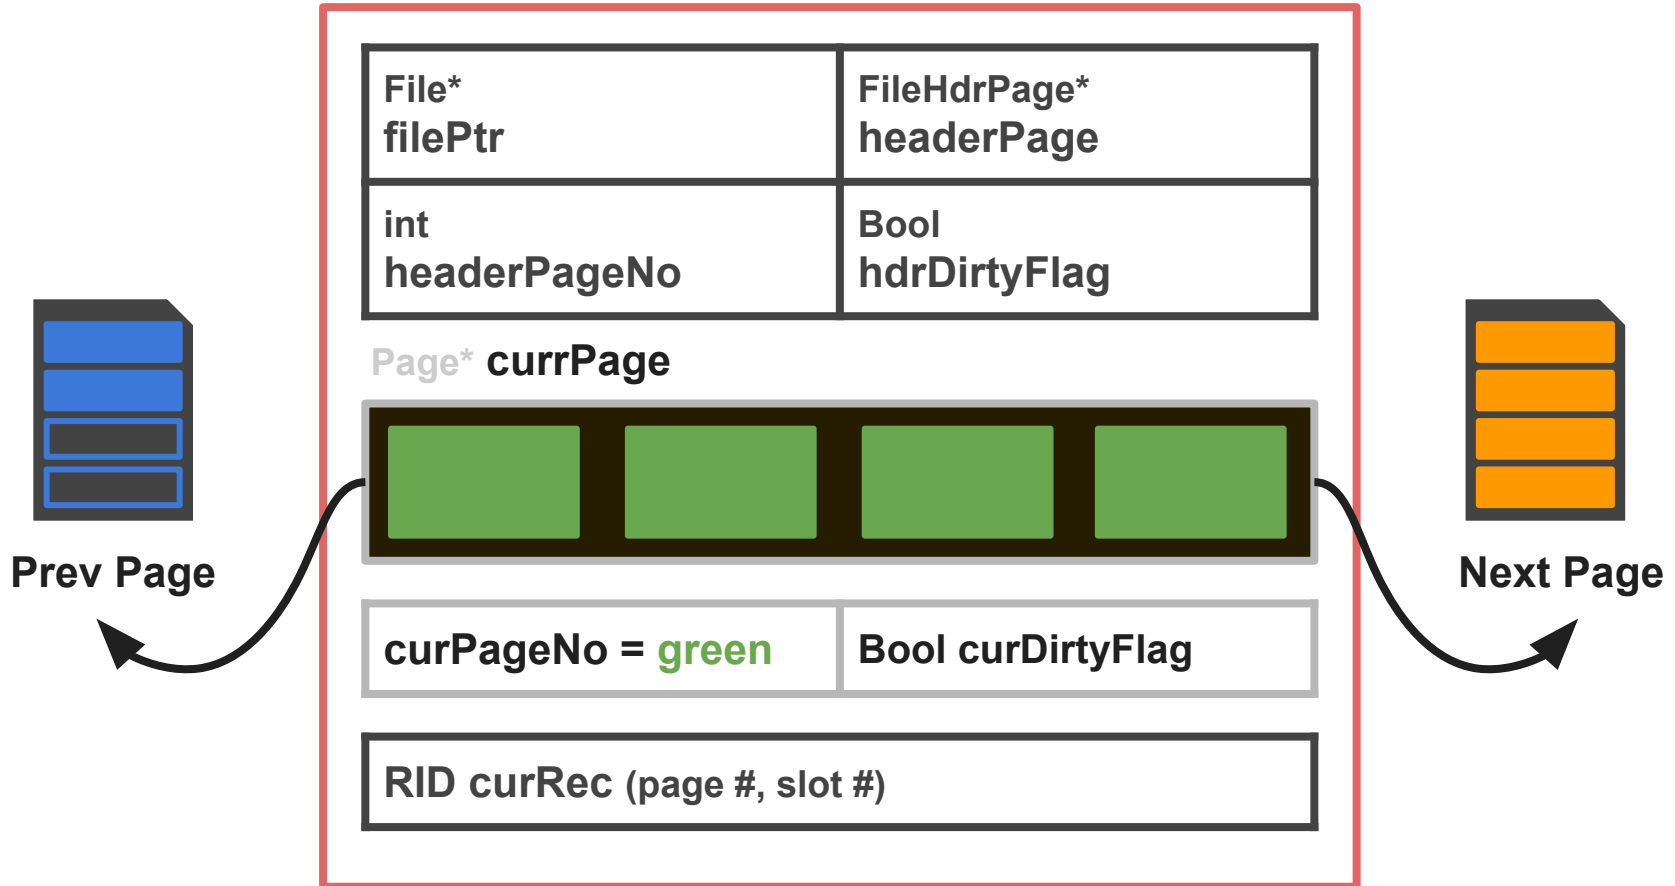 File*
filePtr
FileHdrPage*
headerPage
int
headerPageNo
Bool
hdrDirtyFlag
Page* currPage
Prev Page
Next Page
curPageNo = green
Bool curDirtyFlag
RID curRec (page #, slot #)